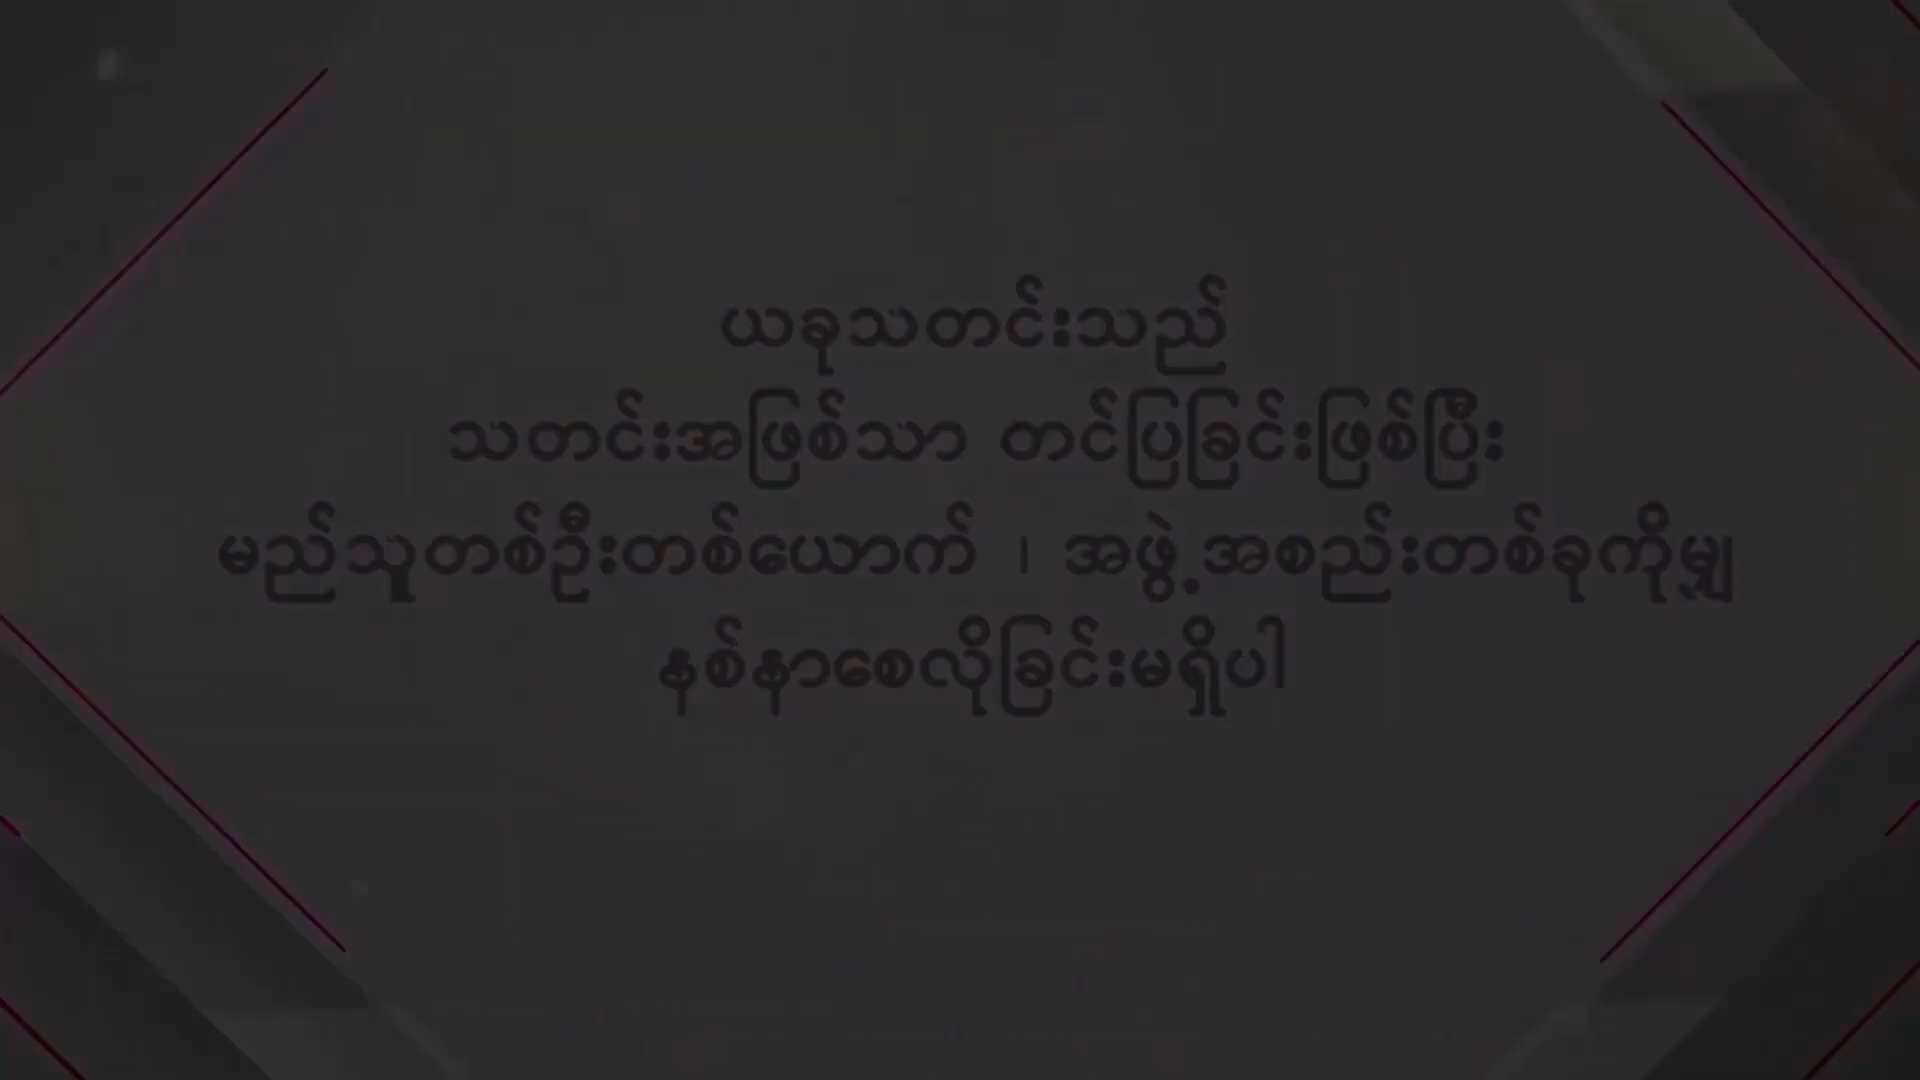 ယခုသတင်းသည်
သတင်းအဖြစ်သာ တင်ပြခြင်းဖြစ်ပြီး
မည်သူတစ်ဦးတစ်ယောက် ၊ အဖွဲ့အစည်းတစ်ခုကိုမျှ
နစ်နာစေလိုခြင်းမရှိပါ